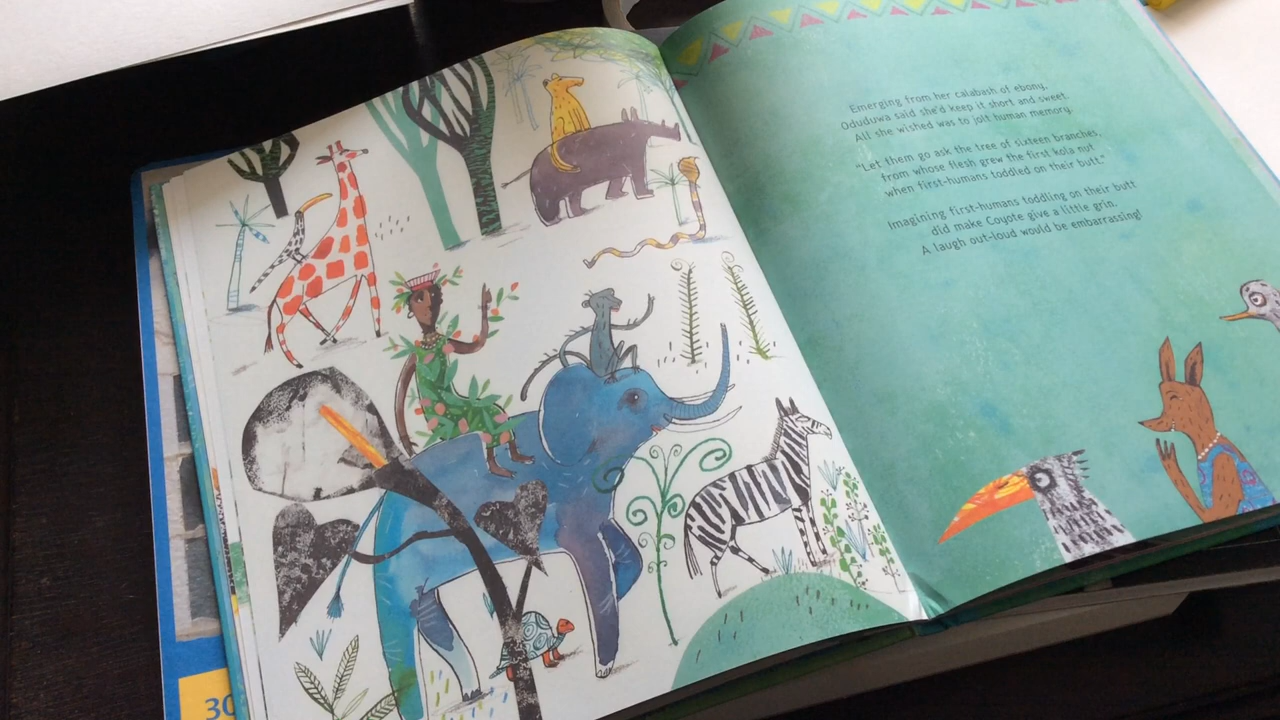 Emerging from her calabash of ebony,
Oduduwa said she'd keep it short and sweet.
All she wished was to jolt human memory.
"Let them go ask the tree of sixteen branches,
from whose flesh grew the first kola nut
when first-humans toddled on their butt."
Imagining first-humans toddling on their butt
did make Coyote give a little grin.
A laugh out-loud would be embarrassing!
30